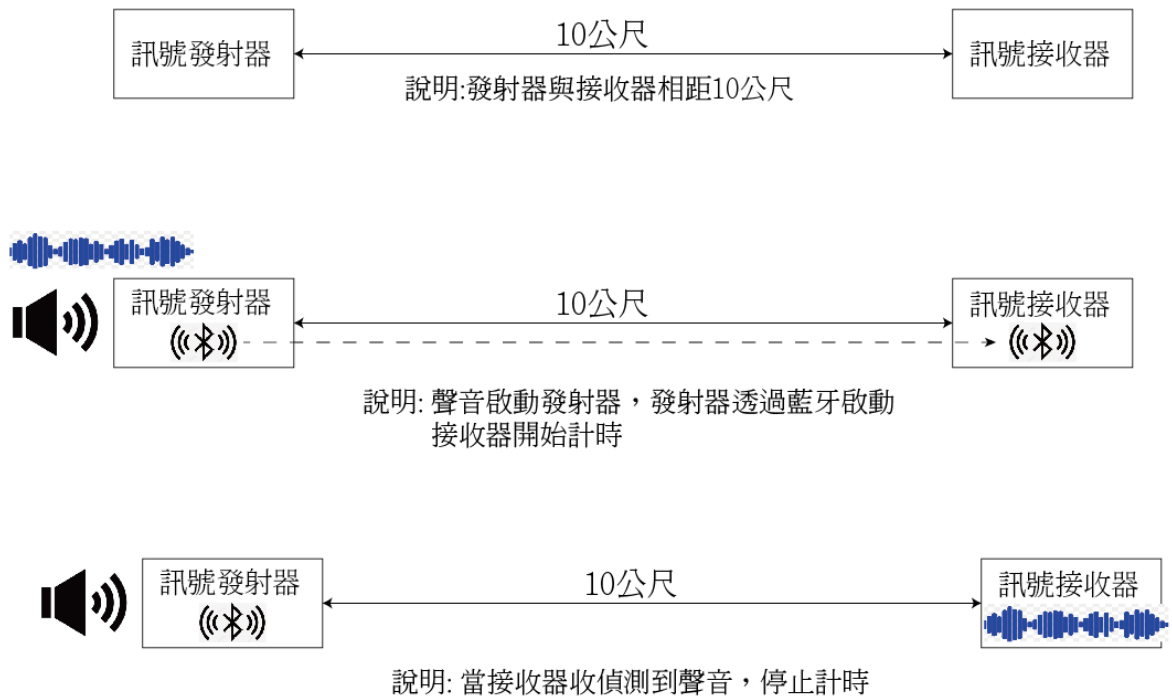 10公尺
訊號發射器
訊號接收器
說明:發射器與接收器相距10公尺
訊號發射器
10公尺
訊號接收器
說明: 聲音啟動發射器，發射器透過藍牙啟動
接收器開始計時
訊號發射器
10公尺
訊號接收器
說明: 當接收器收偵測到聲音，停止計時